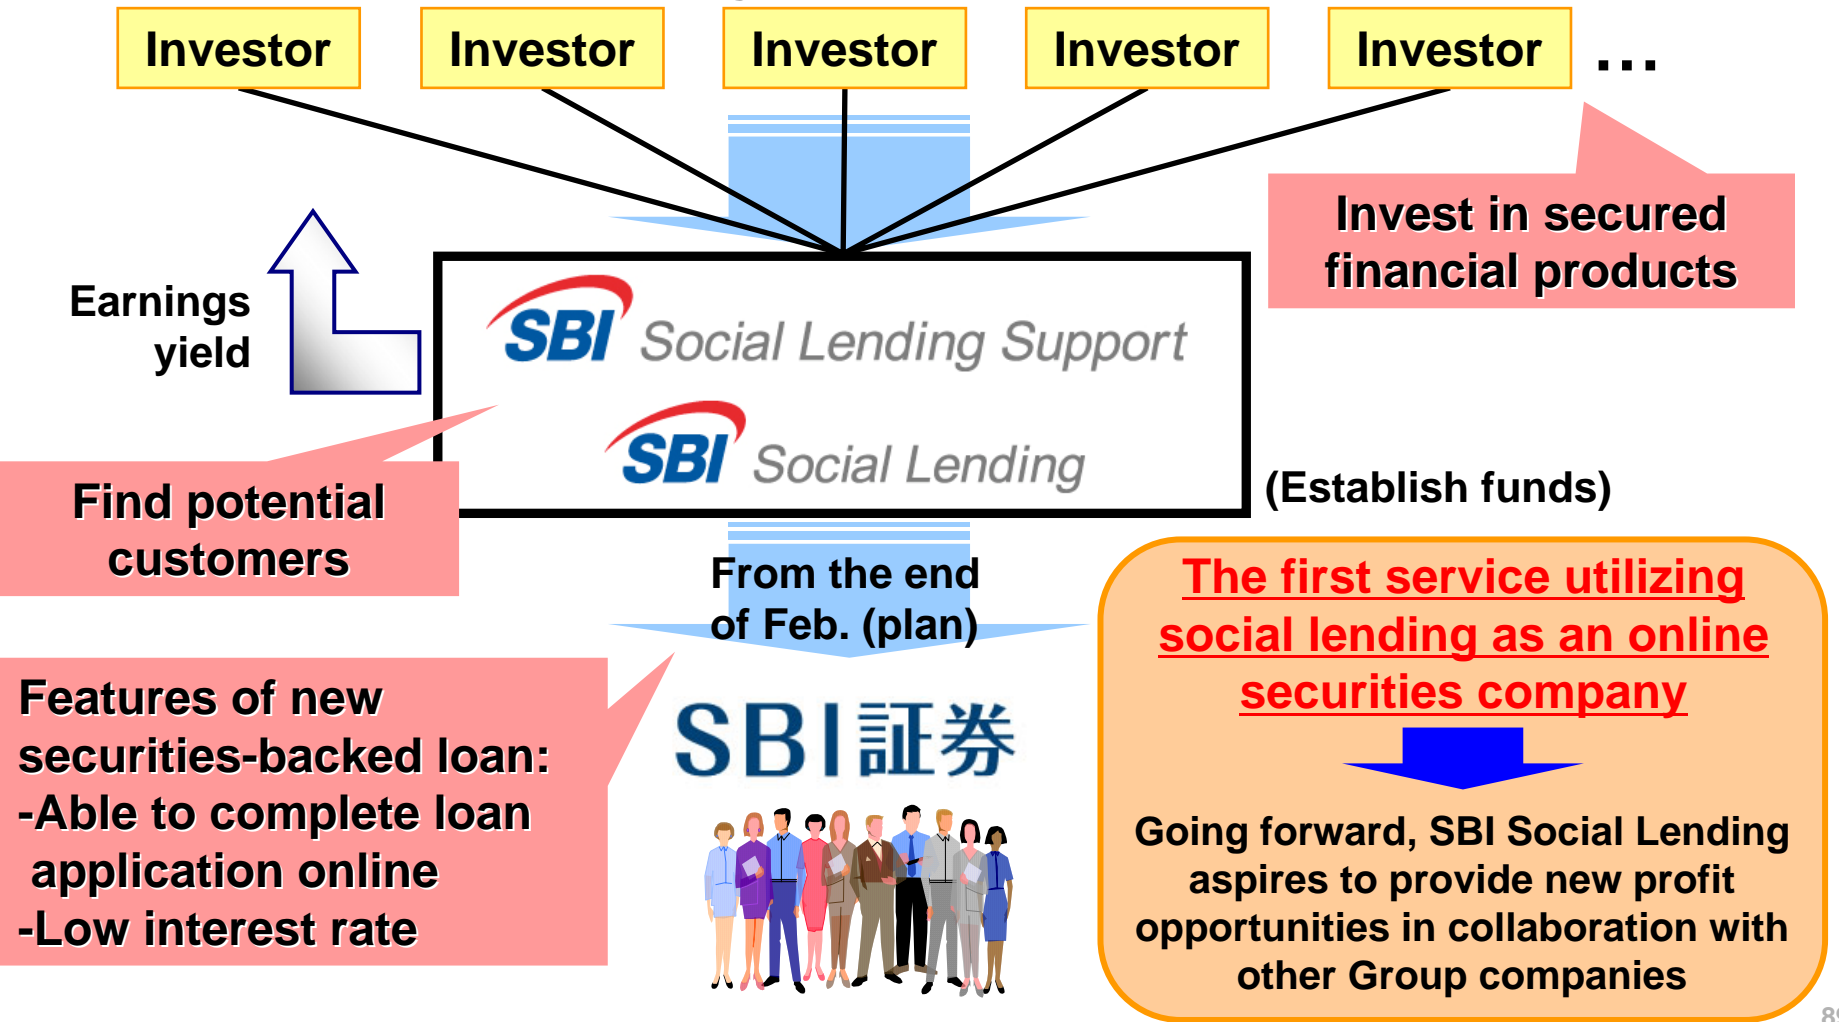 Investor Investor Investor Investor Investor ...
Invest in secured
financial products
Earnings
yield
SBI Social Lending Support
SBI Social Lending
(Establish funds)
Find potential
customers
From the end
of Feb. (plan)
The first service utilizing
social lending as an online
securities company
Features of new
securities-backed loan:
-Able to complete loan
application online
-Low interest rate
SBI証券
Going forward, SBI Social Lending
aspires to provide new profit
opportunities in collaboration with
other Group companies